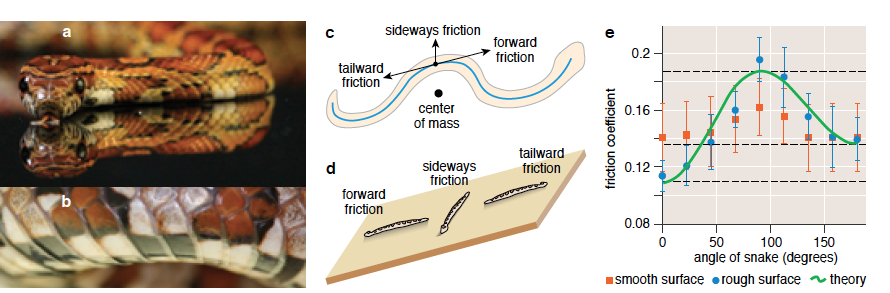 a
b
c
sideways friction
forward
friction
tailward
friction
center
of mass
d
forward
friction
sideways
friction
tailward
friction
e
friction coefficient
0.2
0.16
0.12
0.08
0 50 100 150
angle of snake (degrees)
smooth surface rough surface theory